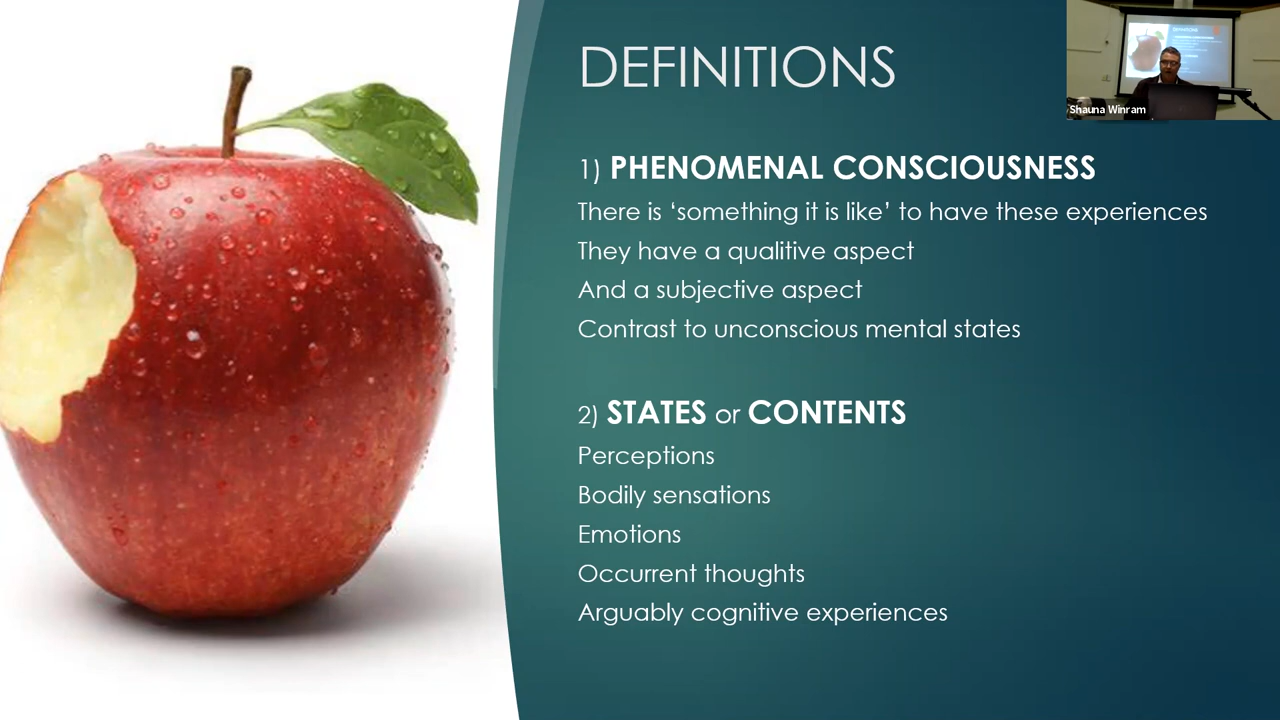 DEFINITIONS
Shauna Winram
1) PHENOMENAL CONSCIOUSNESS
There is ‘something it is like’ to have these experiences
They have a qualitive aspect
And a subjective aspect
Contrast to unconscious mental states
2) STATES or CONTENTS
Perceptions
Bodily sensations
Emotions
Occurrent thoughts
Arguably cognitive experiences